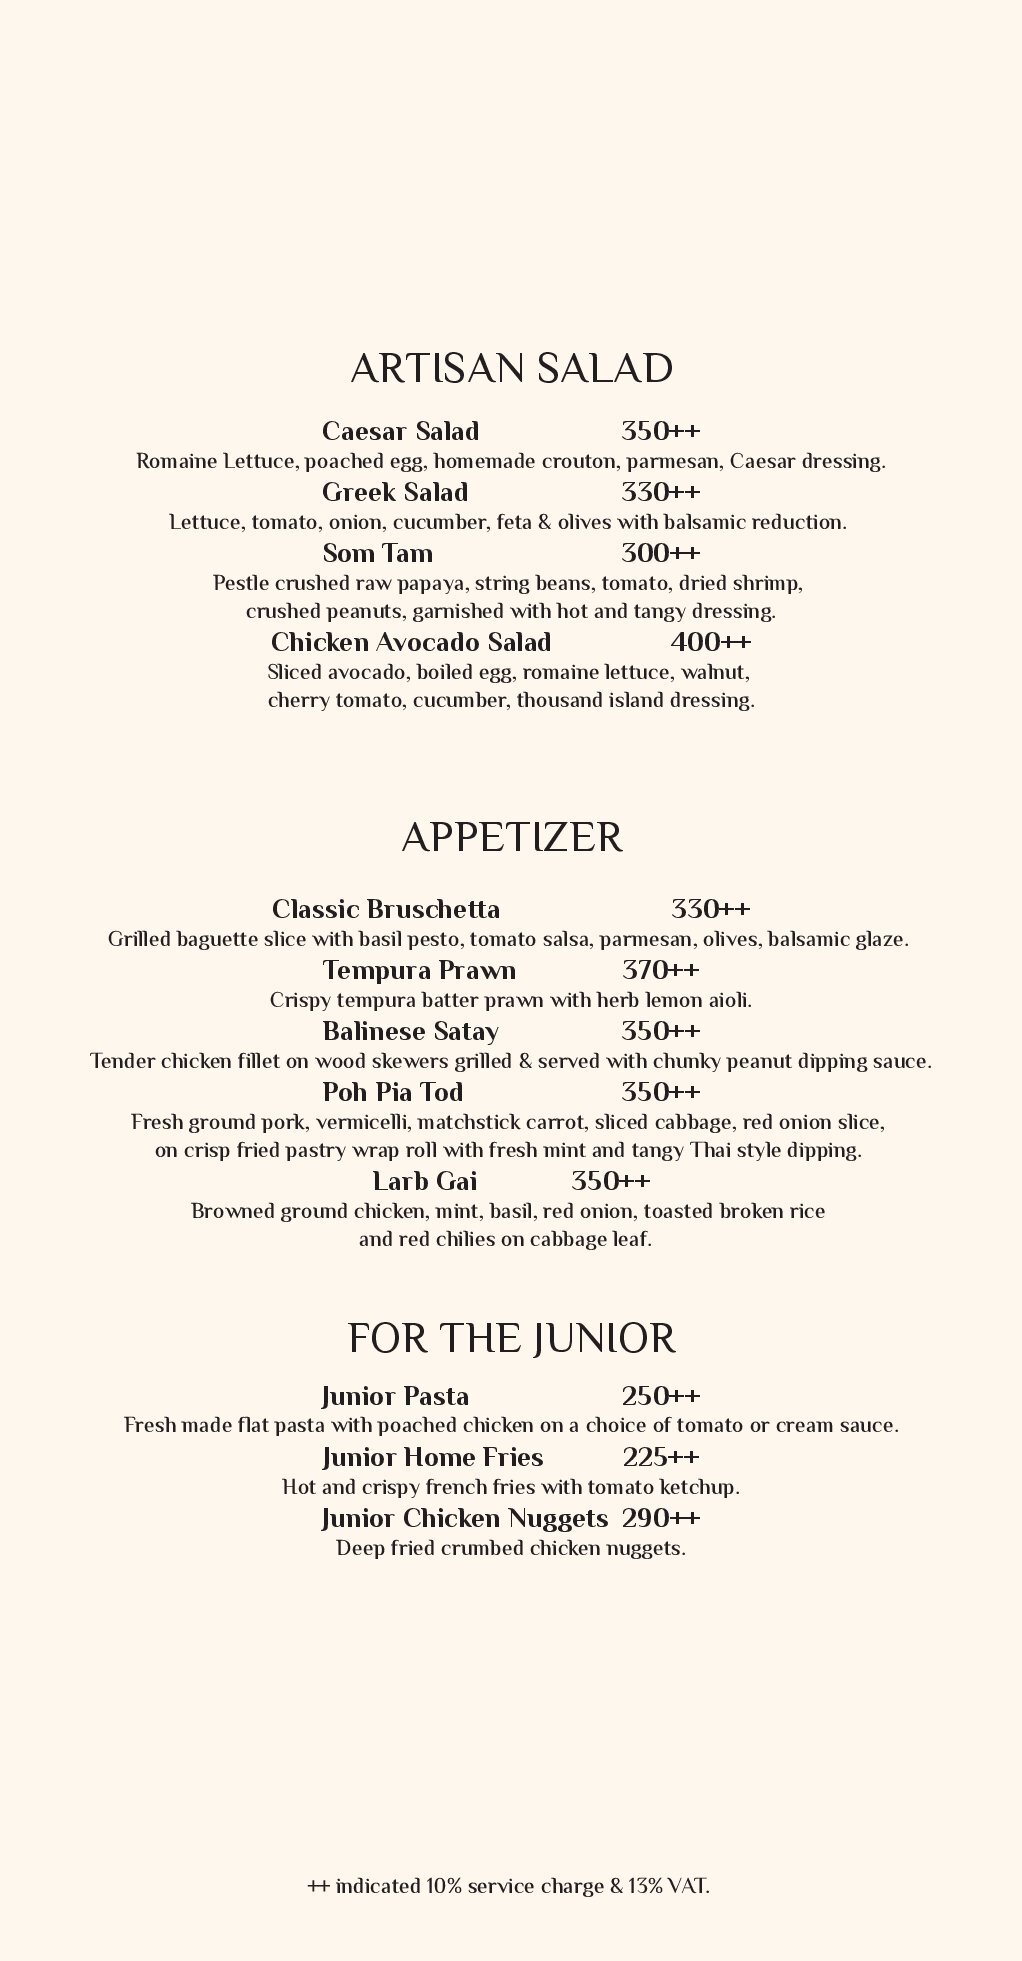 ARTISAN SALAD
Caesar Salad 350++
Romaine Lettuce, poached egg, homemade crouton, parmesan, Caesar dressing.
Greek Salad 330++
Lettuce, tomato, onion, cucumber, feta & olives with balsamic reduction.
Som Tam 300++
Pestle crushed raw papaya, string beans, tomato, dried shrimp,
crushed peanuts, garnished with hot and tangy dressing.
Chicken Avocado Salad 400++
Sliced avocado, boiled egg, romaine lettuce, walnut,
cherry tomato, cucumber, thousand island dressing.
APPETIZER
Classic Bruschetta 330++
Grilled baguette slice with basil pesto, tomato salsa, parmesan, olives, balsamic glaze.
Tempura Prawn 370++
Crispy tempura batter prawn with herb lemon aioli.
Balinese Satay 350++
Tender chicken fillet on wood skewers grilled & served with chunky peanut dipping sauce.
Poh Pia Tod 350++
Fresh ground pork, vermicelli, matchstick carrot, sliced cabbage, red onion slice,
on crisp fried pastry wrap roll with fresh mint and tangy Thai style dipping.
Larb Gai 350++
Browned ground chicken, mint, basil, red onion, toasted broken rice
and red chilies on cabbage leaf.
FOR THE JUNIOR
Junior Pasta 250++
Fresh made flat pasta with poached chicken on a choice of tomato or cream sauce.
Junior Home Fries 225++
Hot and crispy french fries with tomato ketchup.
Junior Chicken Nuggets 290++
Deep fried crumbed chicken nuggets.
++ indicated 10% service charge & 13% VAT.